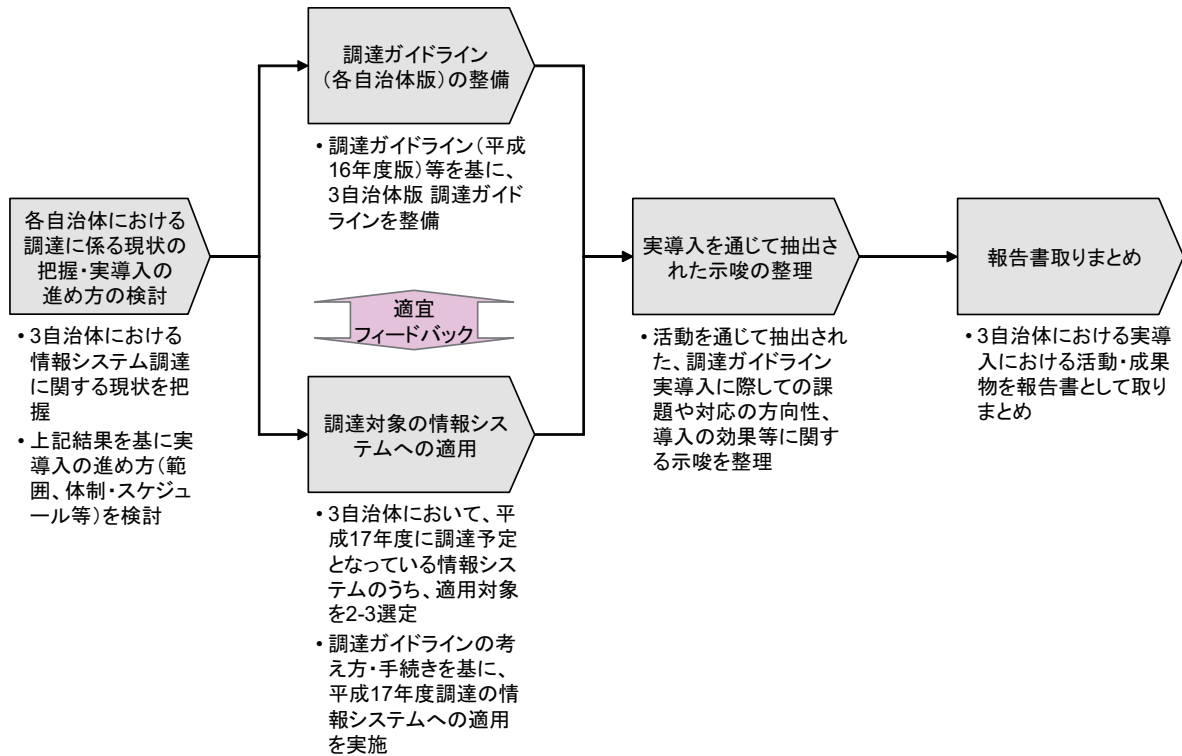 各自治体における
調達に係る現状の
把握・実導入の
進め方の検討
• 3自治体における
情報システム調達
に関する現状を把
握
• 上記結果を基に実
導入の進め方（範
囲、体制・スケジュ
ール等）を検討
調達ガイドライン
（各自治体版）の整備
• 調達ガイドライン（平成
16年度版）等を基に、
3自治体版 調達ガイド
ラインを整備
適宜
フィードバック
調達対象の情報シス
テムへの適用
• 3自治体において、平
成17年度に調達予定
となっている情報シス
テムのうち、適用対象
を2-3選定
• 調達ガイドラインの考
え方・手続きを基に、
平成17年度調達の情
報システムへの適用
を実施
実導入を通じて抽出
された示唆の整理
• 活動を通じて抽出され
た、調達ガイドライン
実導入に際しての課
題や対応の方向性、
導入の効果等に関す
る示唆を整理
報告書取りまとめ
• 3自治体における実導
入における活動・成果
物を報告書として取り
まとめ